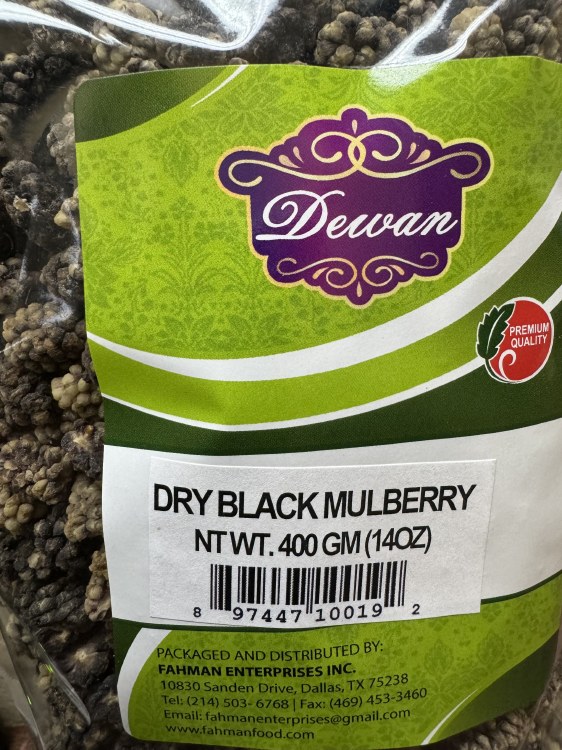 Dewan
PREMIUM
QUALITY
DRY BLACK MULBERRY
NT WT. 400 GM (14OZ)
8 97447 10019 2
PACKAGED AND DISTRIBUTED BY:
FAHMAN ENTERPRISES INC.
10830 Sanden Drive, Dallas, TX 75238
Tel: (214) 503- 6768 | Fax: (469) 453-3460
Email: fahmanenterprises@gmail.com
www.fahmanfood.com